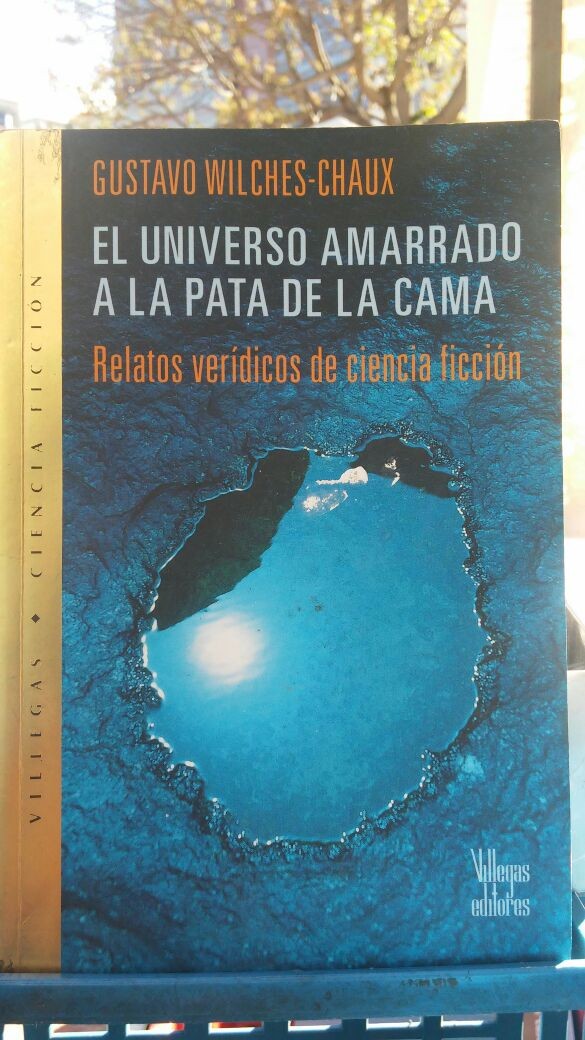 GUSTAVO WILCHES-CHAUX
EL UNIVERSO AMARRADO
A LA PATA DE LA CAMA
Relatos verídicos de ciencia ficción
VILLEGAS ◆ CIENCIA FICCIÓN
Villegas
editores